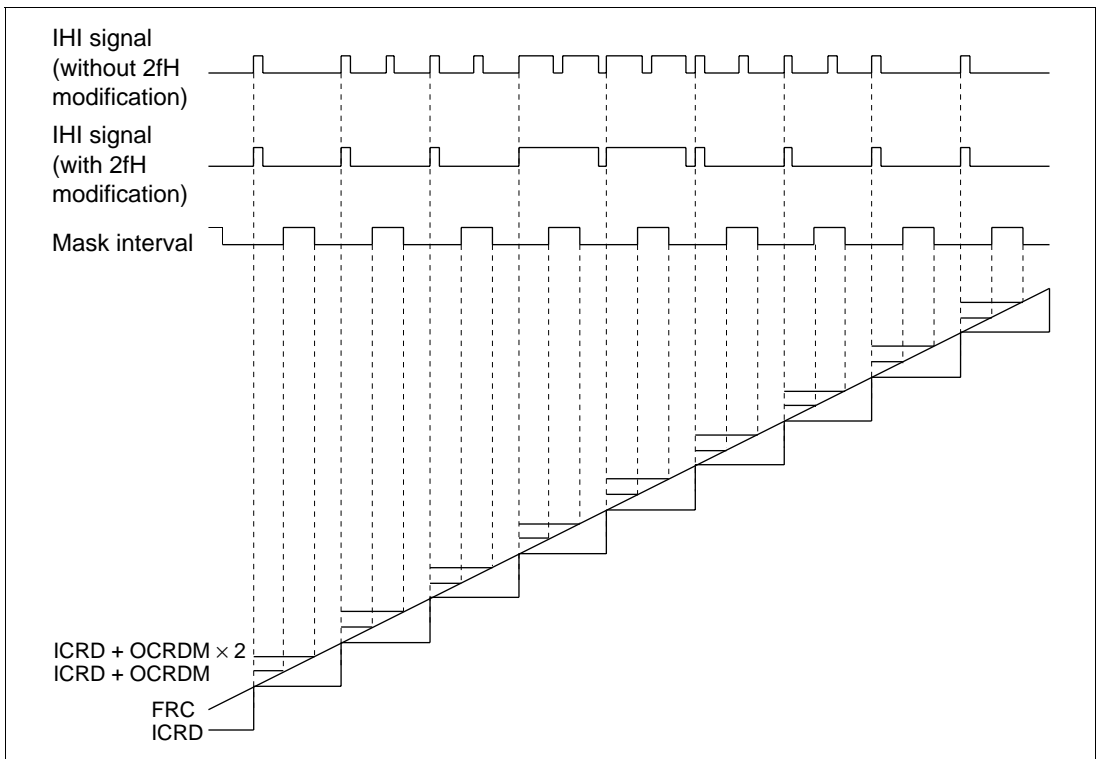 IHI signal
(without 2fH
modification)
IHI signal
(with 2fH
modification)
Mask interval
ICRD + OCRDM × 2
ICRD + OCRDM
FRC
ICRD